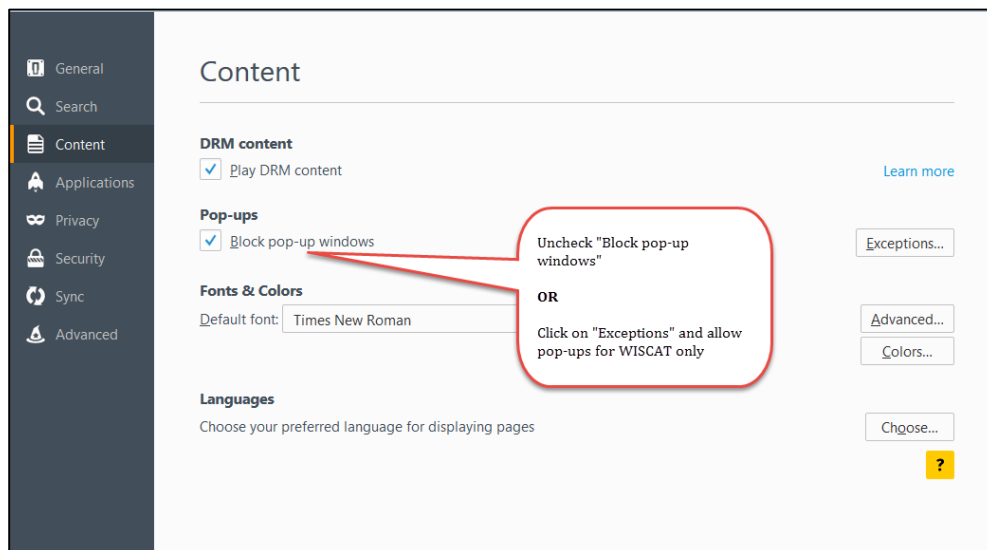 General
Search
Content
Applications
Privacy
Security
Sync
Advanced
Content
DRM content
Play DRM content
Learn more
Pop-ups
Block pop-up windows
Exceptions...
Uncheck "Block pop-up
windows"
OR
Click on "Exceptions" and allow
pop-ups for WISCAT only
Fonts & Colors
Default font: Times New Roman
Advanced...
Colors...
Languages
Choose your preferred language for displaying pages
Choose...
?